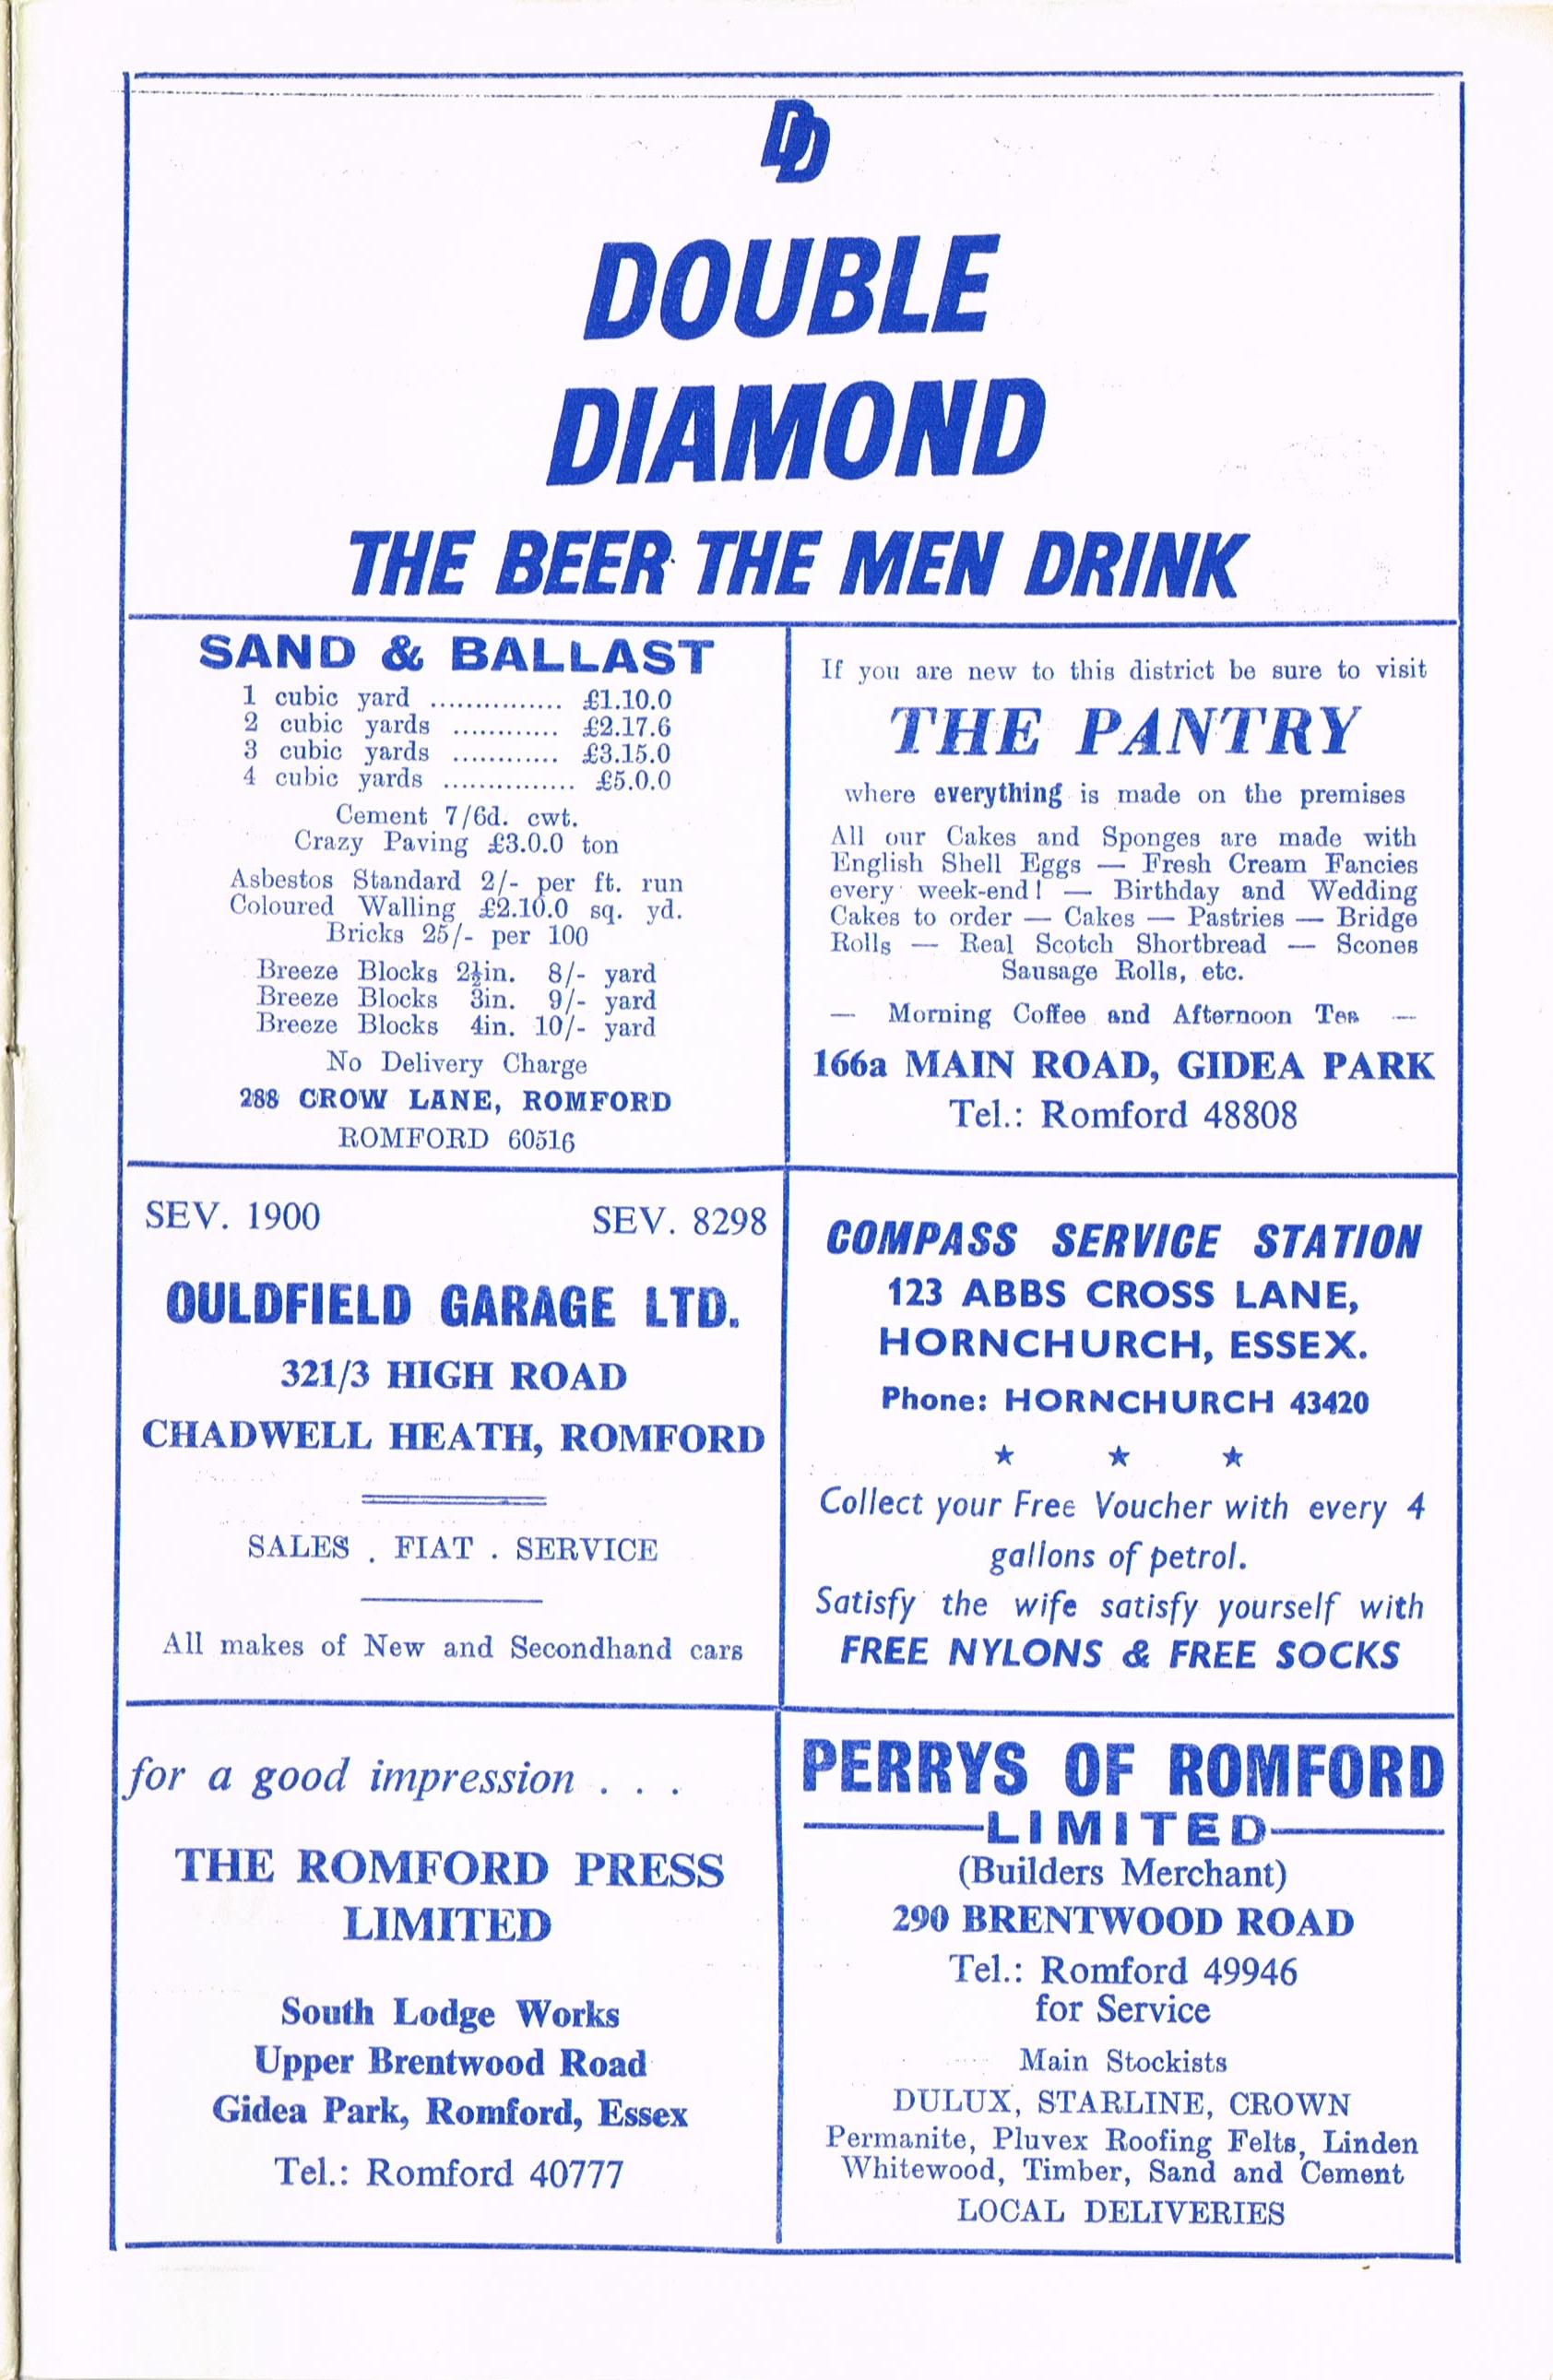 DD
DOUBLE
DIAMOND
THE BEER THE MEN DRINK
SAND & BALLAST
1 cubic yard ............... £1.10.0
2 cubic yards ............ £2.17.6
3 cubic yards ............ £3.15.0
4 cubic yards ............... £5.0.0
Cement 7/6d. cwt.
Crazy Paving £3.0.0 ton
Asbestos Standard 2/- per ft. run
Coloured Walling £2.10.0 sq. yd.
Bricks 25/- per 100
Breeze Blocks 2½in. 8/- yard
Breeze Blocks 3in. 9/- yard
Breeze Blocks 4in. 10/- yard
No Delivery Charge
288 CROW LANE, ROMFORD
ROMFORD 60516
If you are new to this district be sure to visit
THE PANTRY
where everything is made on the premises
All our Cakes and Sponges are made with
English Shell Eggs — Fresh Cream Fancies
every week-end! — Birthday and Wedding
Cakes to order — Cakes — Pastries — Bridge
Rolls — Real Scotch Shortbread — Scones
Sausage Rolls, etc.
— Morning Coffee and Afternoon Tea —
166a MAIN ROAD, GIDEA PARK
Tel.: Romford 48808
SEV. 1900 SEV. 8298
OULDFIELD GARAGE LTD.
321/3 HIGH ROAD
CHADWELL HEATH, ROMFORD
SALES . FIAT . SERVICE
All makes of New and Secondhand cars
COMPASS SERVICE STATION
123 ABBS CROSS LANE,
HORNCHURCH, ESSEX.
Phone: HORNCHURCH 43420
★ ★ ★
Collect your Free Voucher with every 4
gallons of petrol.
Satisfy the wife satisfy yourself with
FREE NYLONS & FREE SOCKS
for a good impression . . .
THE ROMFORD PRESS
LIMITED
South Lodge Works
Upper Brentwood Road
Gidea Park, Romford, Essex
Tel.: Romford 40777
PERRYS OF ROMFORD
LIMITED
(Builders Merchant)
290 BRENTWOOD ROAD
Tel.: Romford 49946
for Service
Main Stockists
DULUX, STARLINE, CROWN
Permanite, Pluvex Roofing Felts, Linden
Whitewood, Timber, Sand and Cement
LOCAL DELIVERIES